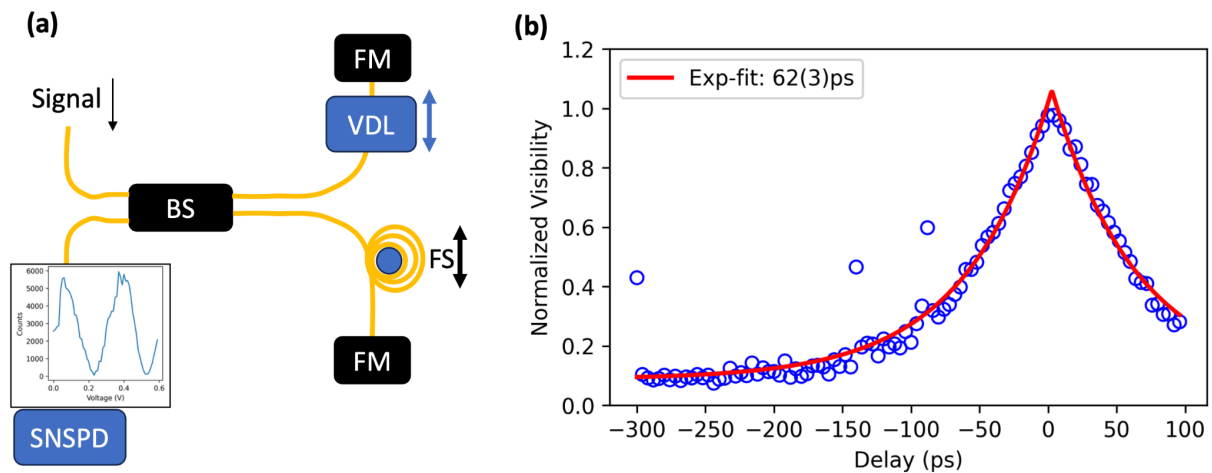 (a)
FM
Signal
VDL
BS
FS
FM
6000
5000
4000
3000
2000
1000
0
Counts
0.0 0.2 0.4 0.6
Voltage (V)
SNSPD
(b)
1.2
1.0
0.8
0.6
0.4
0.2
0.0
Normalized Visibility
Exp-fit: 62(3)ps
−300 −250 −200 −150 −100 −50 0 50 100
Delay (ps)